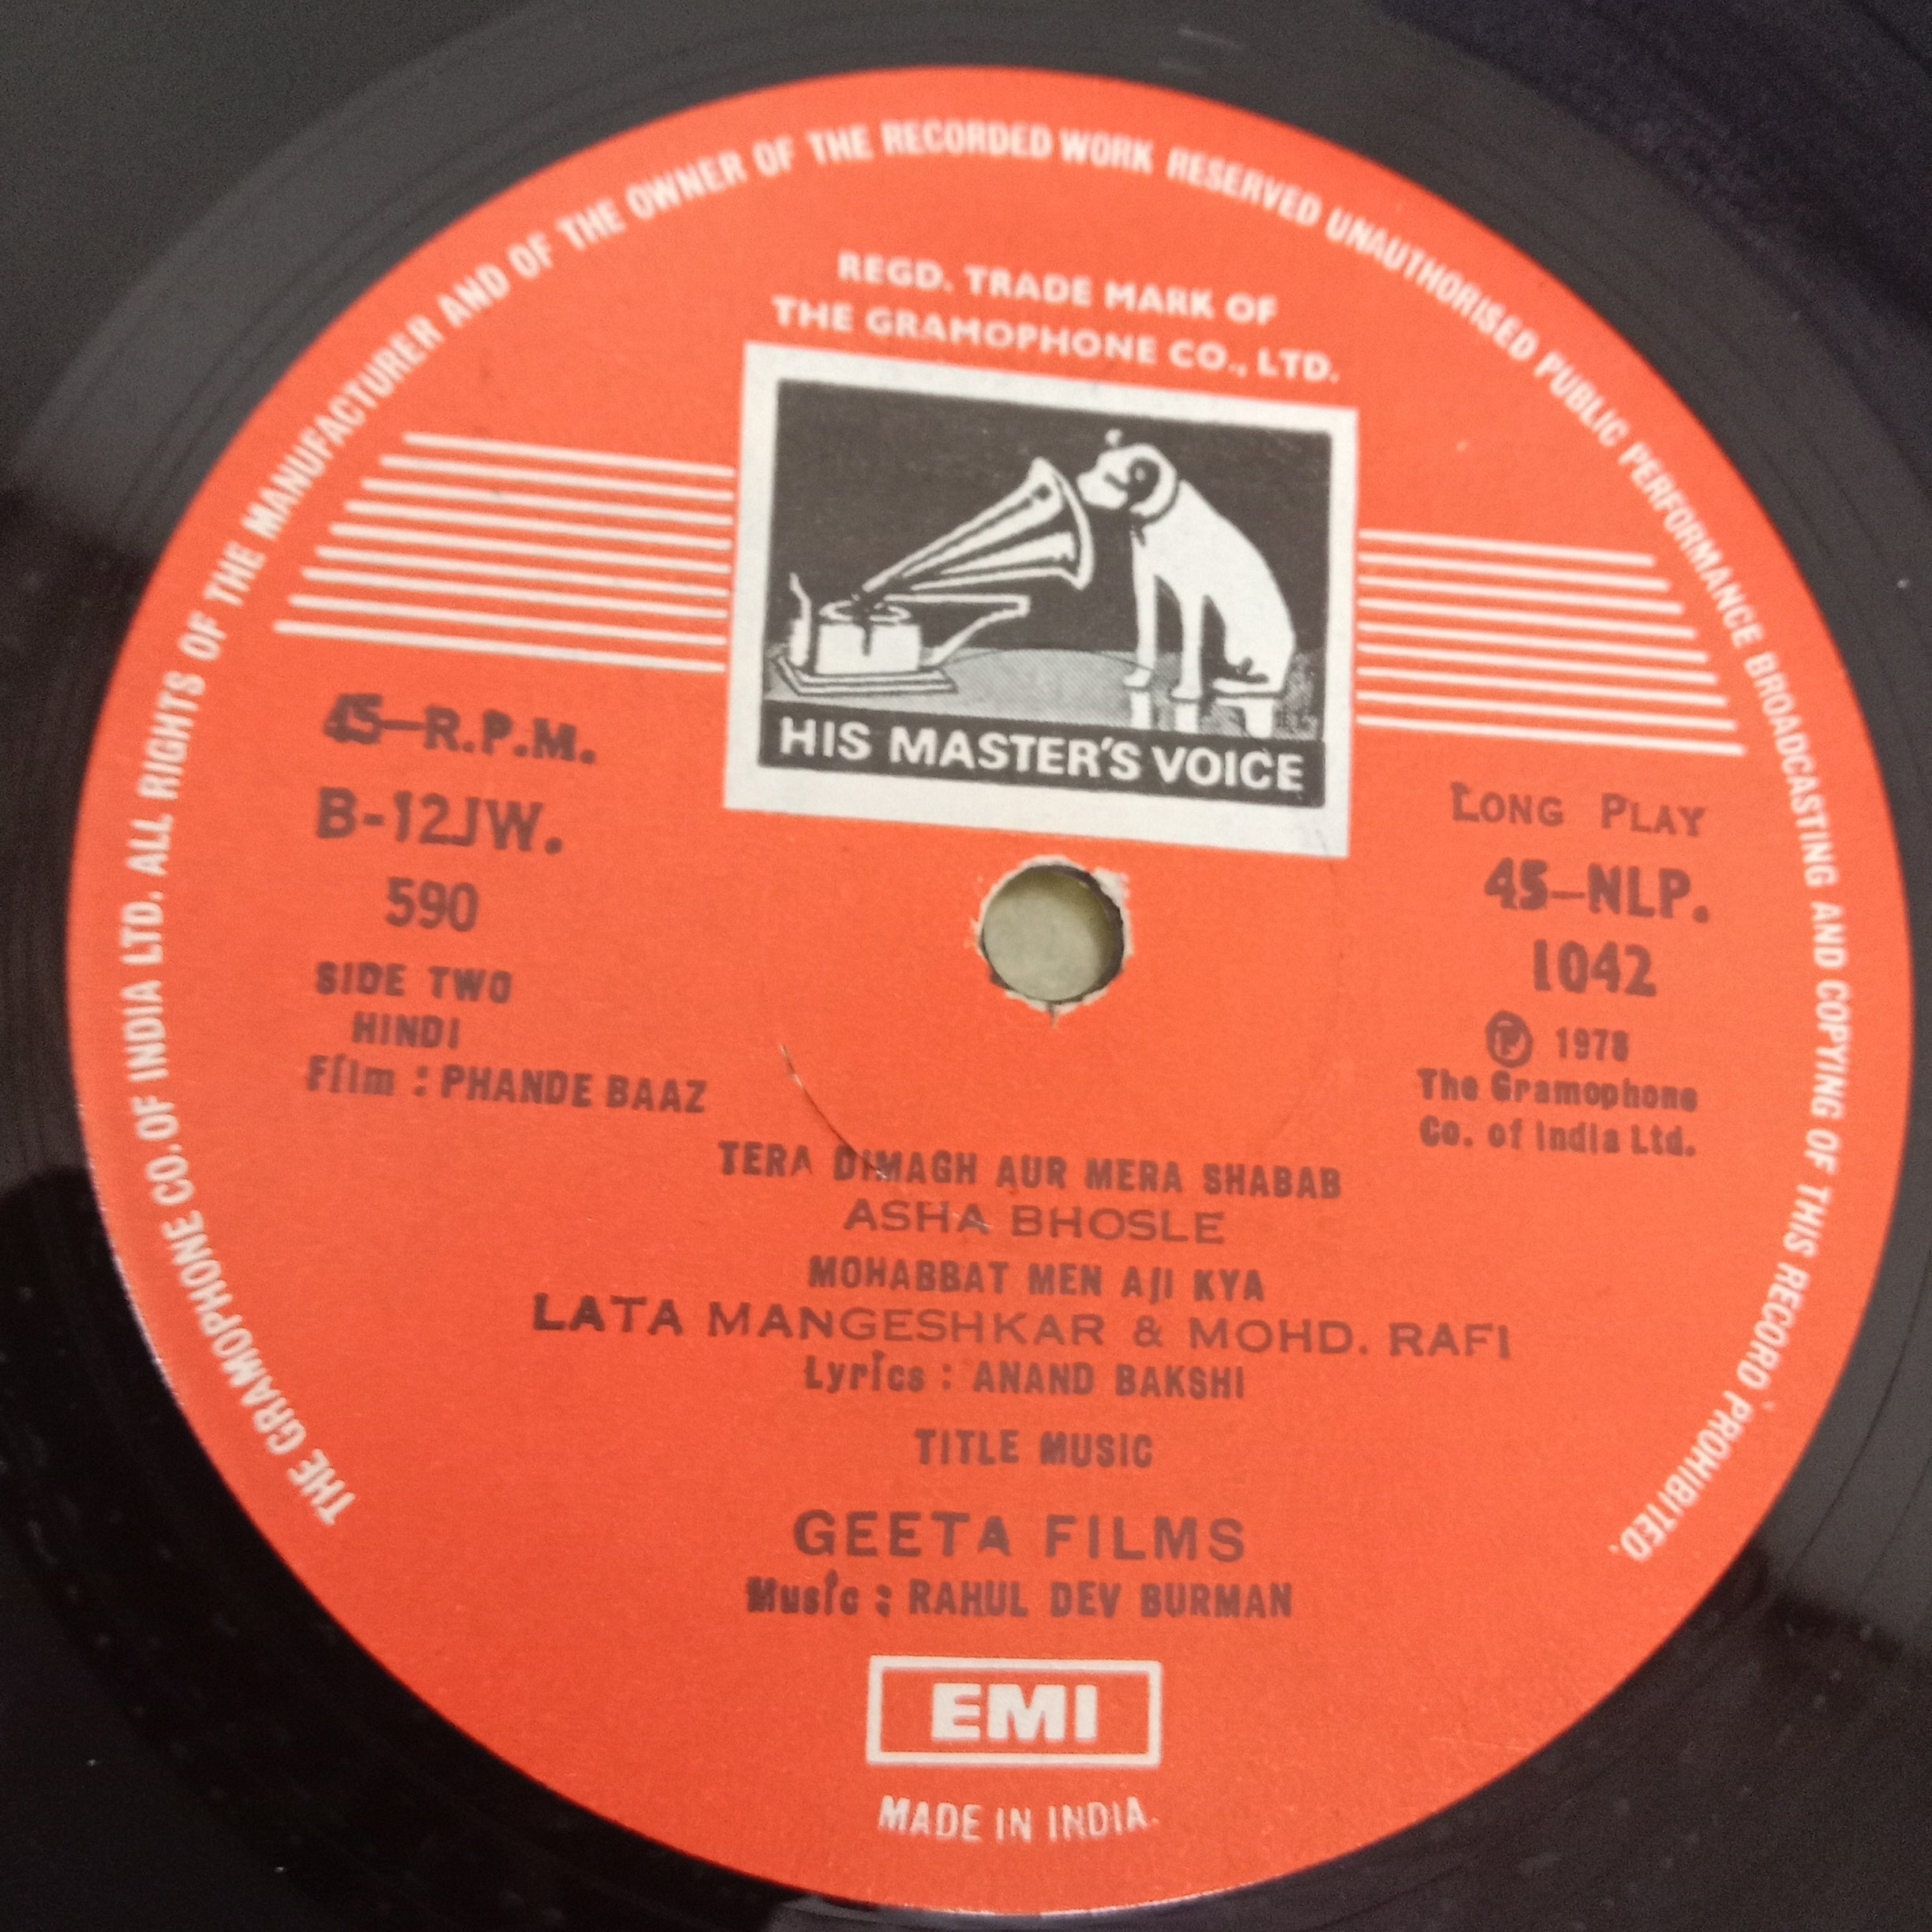 THE GRAMOPHONE CO. OF INDIA LTD. ALL RIGHTS OF THE MANUFACTURER AND OF THE OWNER OF THE RECORDED WORK RESERVED UNAUTHORISED PUBLIC PERFORMANCE BROADCASTING AND COPYING OF THIS RECORD PROHIBITED.
REGD. TRADE MARK OF
THE GRAMOPHONE CO., LTD.
HIS MASTER'S VOICE
45–R.P.M.
B-12JW.
590
SIDE TWO
HINDI
Film : PHANDE BAAZ
LONG PLAY
45–NLP.
1042
Ⓟ 1978
The Gramophone
Co. of India Ltd.
TERA DIMAGH AUR MERA SHABAB
ASHA BHOSLE
MOHABBAT MEN AJI KYA
LATA MANGESHKAR & MOHD. RAFI
Lyrics : ANAND BAKSHI
TITLE MUSIC
GEETA FILMS
Music : RAHUL DEV BURMAN
EMI
MADE IN INDIA.